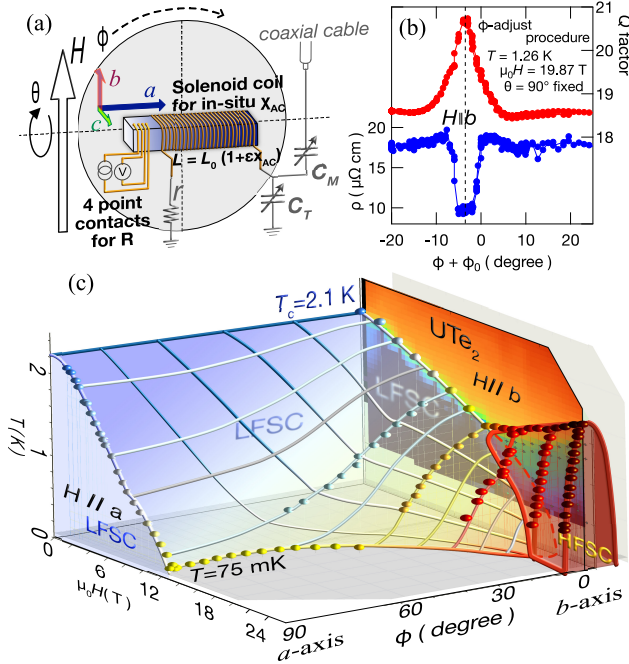 (a)
H
ϕ
θ
b
a
c
coaxial cable
Solenoid coil
for in-situ χAC
L = L0 (1+εχAC)
V
r
CM
CT
4 point
contacts
for R
(b)
ϕ-adjust
procedure
T = 1.26 K
μ0H = 19.87 T
θ = 90° fixed
H∥b
Q factor
20
19
18
ρ ( μΩ cm )
20
15
10
-20
-10
0
10
20
ϕ + ϕ0 ( degree )
(c)
Tc=2.1 K
UTe2
H// b
LFSC
LFSC
H // a
LFSC
HFSC
T=75 mK
T(K)
2
1
0
μ0H(T)
6
12
18
24
90
60
30
0
a-axis
ϕ ( degree )
b-axis